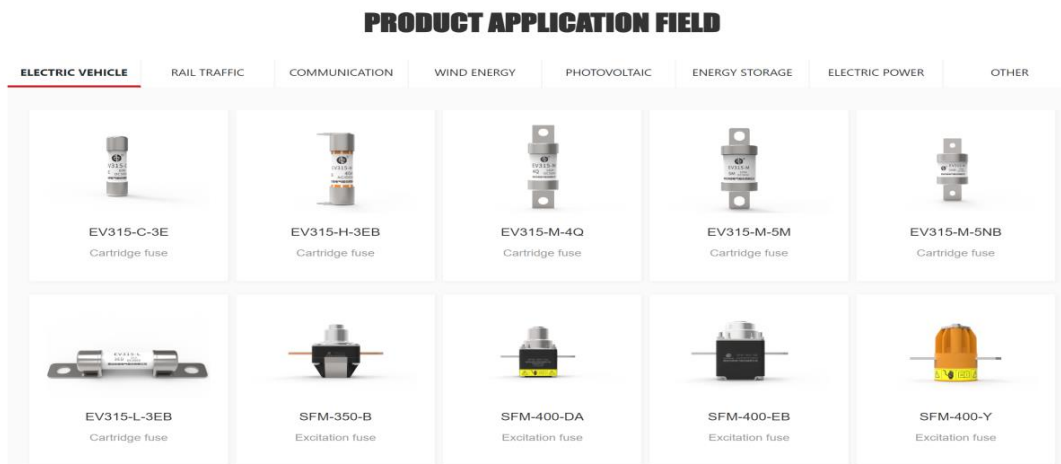 PRODUCT APPLICATION FIELD
ELECTRIC VEHICLE RAIL TRAFFIC COMMUNICATION WIND ENERGY PHOTOVOLTAIC ENERGY STORAGE ELECTRIC POWER OTHER
EV315-C-3E EV315-H-3EB EV315-M-4Q EV315-M-5M EV315-M-5NB
Cartridge fuse Cartridge fuse Cartridge fuse Cartridge fuse Cartridge fuse
EV315-L
EV315-L-3EB SFM-350-B SFM-400-DA SFM-400-EB SFM-400-Y
Cartridge fuse Excitation fuse Excitation fuse Excitation fuse Excitation fuse